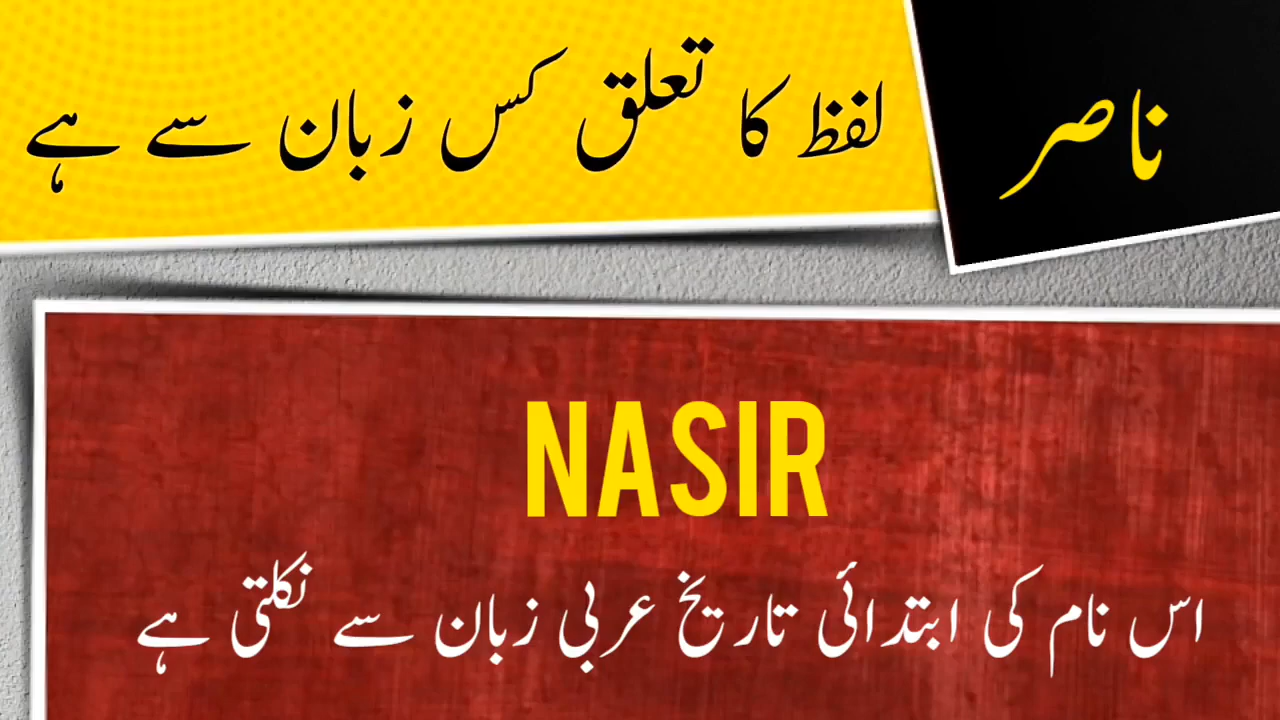 ناصر
لفظ کا تعلق کس زبان سے ہے
NASIR
اس نام کی ابتدائی تاریخ عربی زبان سے نکلتی ہے